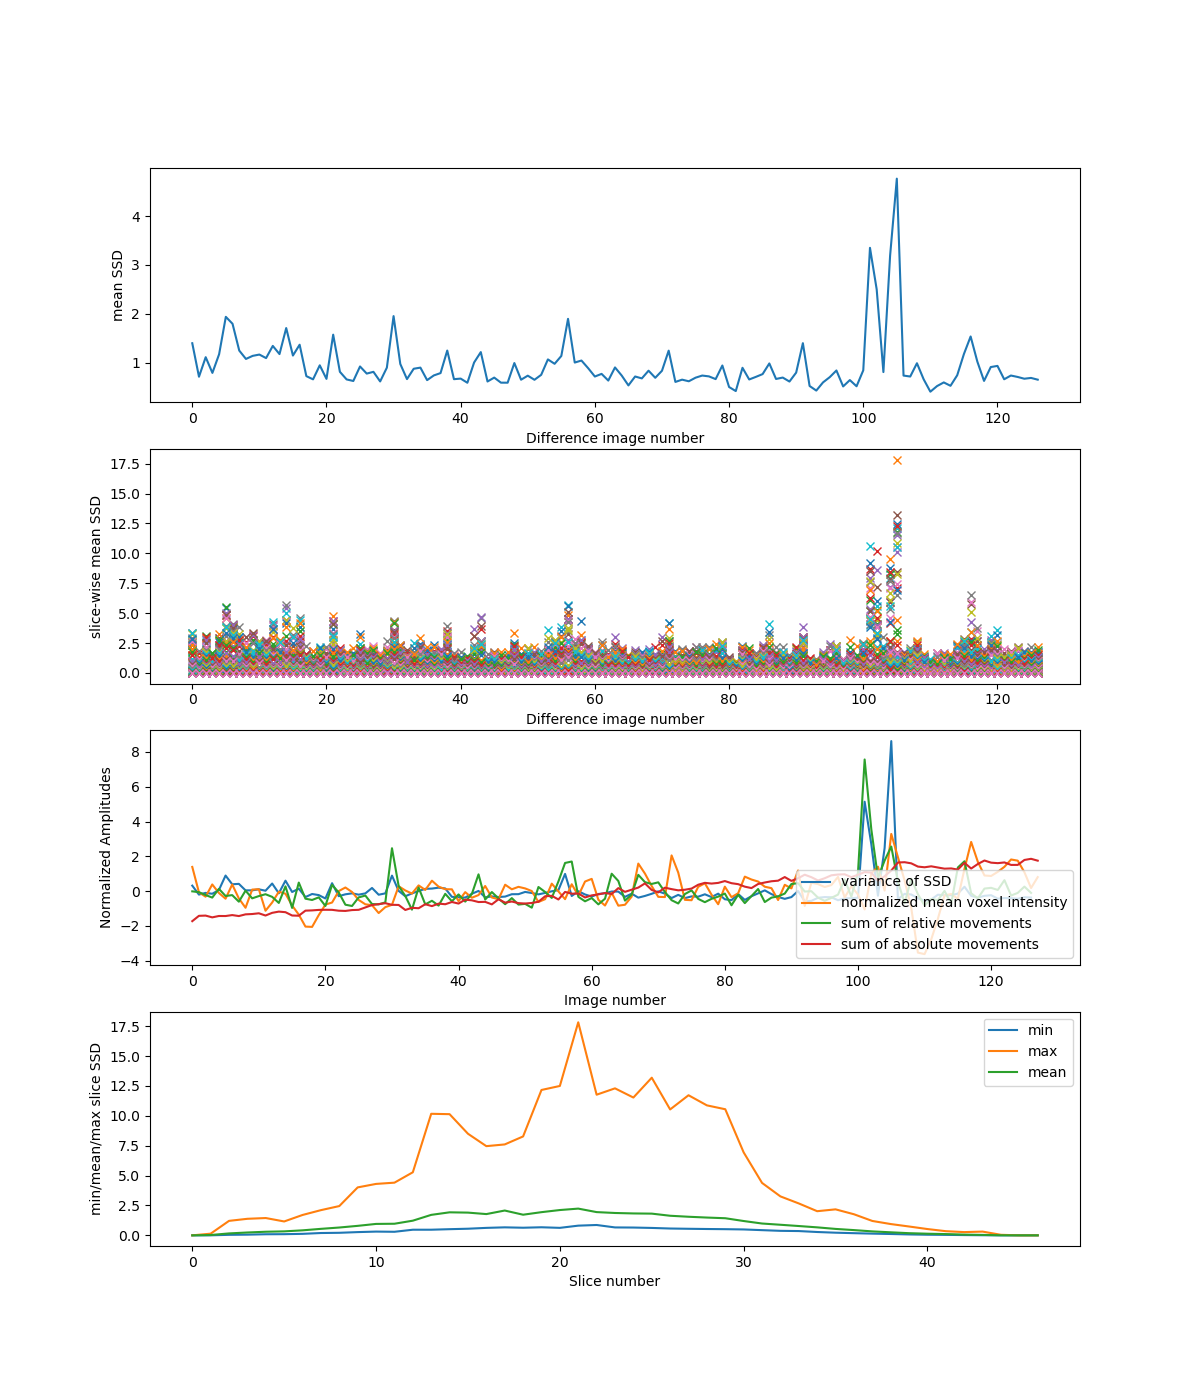 mean SSD
4
3
2
1
0 20 40 60 80 100 120
Difference image number
slice-wise mean SSD
17.5
15.0
12.5
10.0
7.5
5.0
2.5
0.0
0 20 40 60 80 100 120
Difference image number
Normalized Amplitudes
8
6
4
2
0
−2
−4
variance of SSD
normalized mean voxel intensity
sum of relative movements
sum of absolute movements
0 20 40 60 80 100 120
Image number
min/mean/max slice SSD
17.5
15.0
12.5
10.0
7.5
5.0
2.5
0.0
min
max
mean
0 10 20 30 40
Slice number